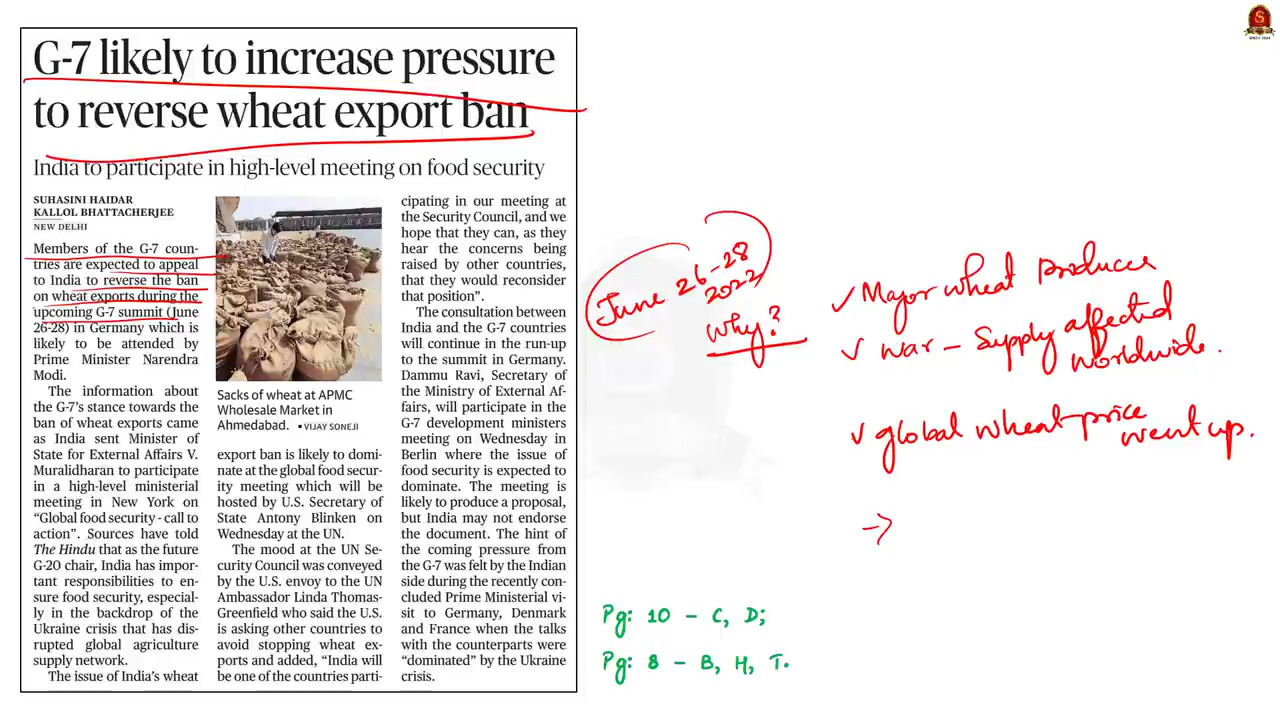 G-7 likely to increase pressure
to reverse wheat export ban
India to participate in high-level meeting on food security
SUHASINI HAIDAR
KALLOL BHATTACHERJEE
NEW DELHI
Members of the G-7 coun-
tries are expected to appeal
to India to reverse the ban
on wheat exports during the
upcoming G-7 summit (June
26-28) in Germany which is
likely to be attended by
Prime Minister Narendra
Modi.
The information about
the G-7's stance towards the
ban of wheat exports came
as India sent Minister of
State for External Affairs V.
Muralidharan to participate
in a high-level ministerial
meeting in New York on
"Global food security - call to
action". Sources have told
The Hindu that as the future
G-20 chair, India has impor-
tant responsibilities to en-
sure food security, especial-
ly in the backdrop of the
Ukraine crisis that has dis-
rupted global agriculture
supply network.
The issue of India's wheat
Sacks of wheat at APMC
Wholesale Market in
Ahmedabad. • VIJAY SONEJI
export ban is likely to domi-
nate at the global food secur-
ity meeting which will be
hosted by U.S. Secretary of
State Antony Blinken on
Wednesday at the UN.
The mood at the UN Se-
curity Council was conveyed
by the U.S. envoy to the UN
Ambassador Linda Thomas-
Greenfield who said the U.S.
is asking other countries to
avoid stopping wheat ex-
ports and added, "India will
be one of the countries parti-
cipating in our meeting at
the Security Council, and we
hope that they can, as they
hear the concerns being
raised by other countries,
that they would reconsider
that position".
The consultation between
India and the G-7 countries
will continue in the run-up
to the summit in Germany.
Dammu Ravi, Secretary of
the Ministry of External Af-
fairs, will participate in the
G-7 development ministers
meeting on Wednesday in
Berlin where the issue of
food security is expected to
dominate. The meeting is
likely to produce a proposal,
but India may not endorse
the document. The hint of
the coming pressure from
the G-7 was felt by the Indian
side during the recently con-
cluded Prime Ministerial vi-
sit to Germany, Denmark
and France when the talks
with the counterparts were
"dominated" by the Ukraine
crisis.
June 26-28
2022
Why?
✓ Major wheat producer
✓ War - Supply affected
worldwide.
✓ global wheat price
went up.
→
Pg: 10 - C, D;
Pg: 8 - B, H, T.
S
SINCE 1946